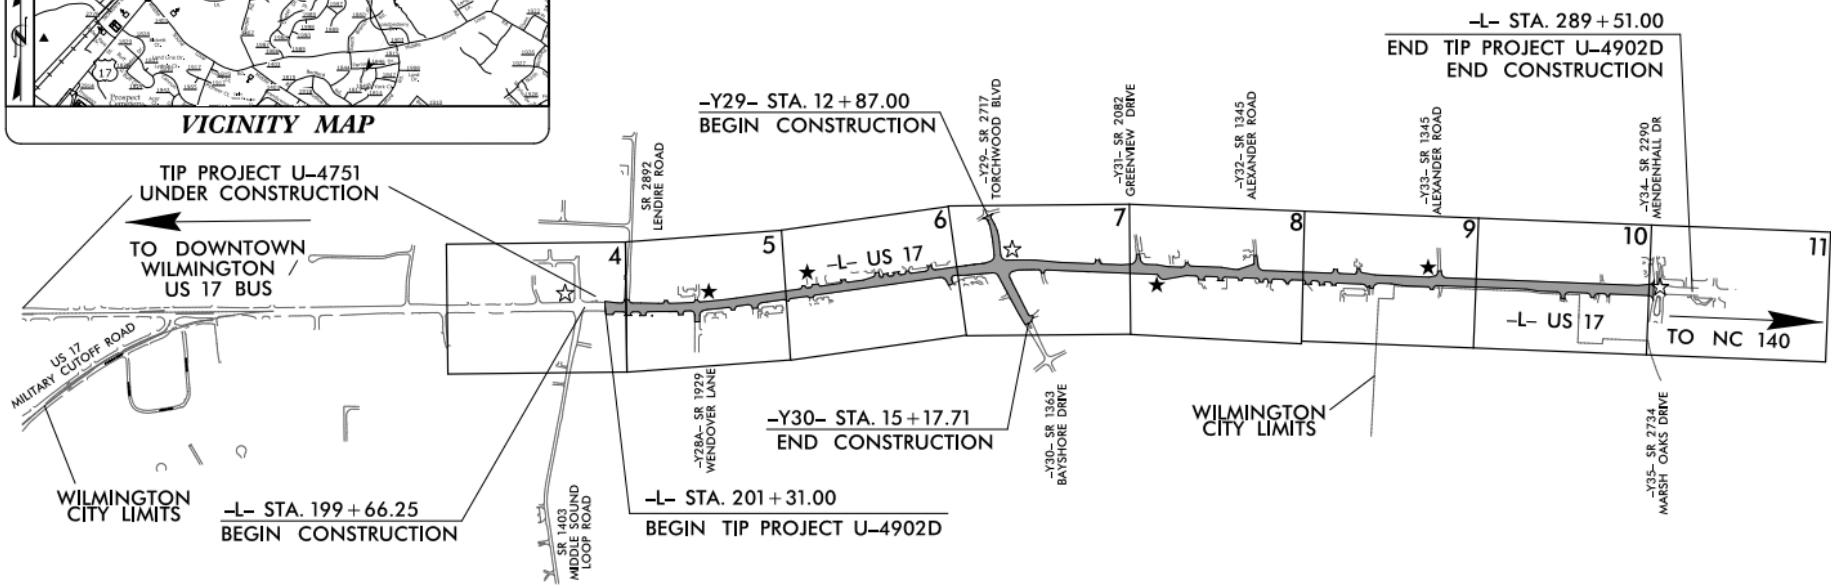 17
VICINITY MAP
TIP PROJECT U-4751
UNDER CONSTRUCTION
TO DOWNTOWN
WILMINGTON
US 17 BUS
US 17
MILITARY CUTOFF ROAD
WILMINGTON
CITY LIMITS
-L- STA. 199+66.25
BEGIN CONSTRUCTION
SR 1403
MIDDLE SOUND
LOOP ROAD
SR 2892
LENDIRE ROAD
-L- STA. 201+31.00
BEGIN TIP PROJECT U-4902D
-Y28A- SR 1929
WENDOVER LANE
-Y29- STA. 12+87.00
BEGIN CONSTRUCTION
-Y29- SR 2717
TORCHWOOD BLVD
-Y30- STA. 15+17.71
END CONSTRUCTION
-Y30- SR 1363
BAYSHORE DRIVE
-Y31- SR 2082
GREENVIEW DRIVE
-Y32- SR 1345
ALEXANDER ROAD
-Y33- SR 1345
ALEXANDER ROAD
-L- STA. 289+51.00
END TIP PROJECT U-4902D
END CONSTRUCTION
-Y34- SR 2290
MENDENHALL DR
4
5
6
7
8
9
10
11
-L- US 17
-L- US 17
TO NC 140
WILMINGTON
CITY LIMITS
-Y35- SR 2734
MARSH OAKS DRIVE